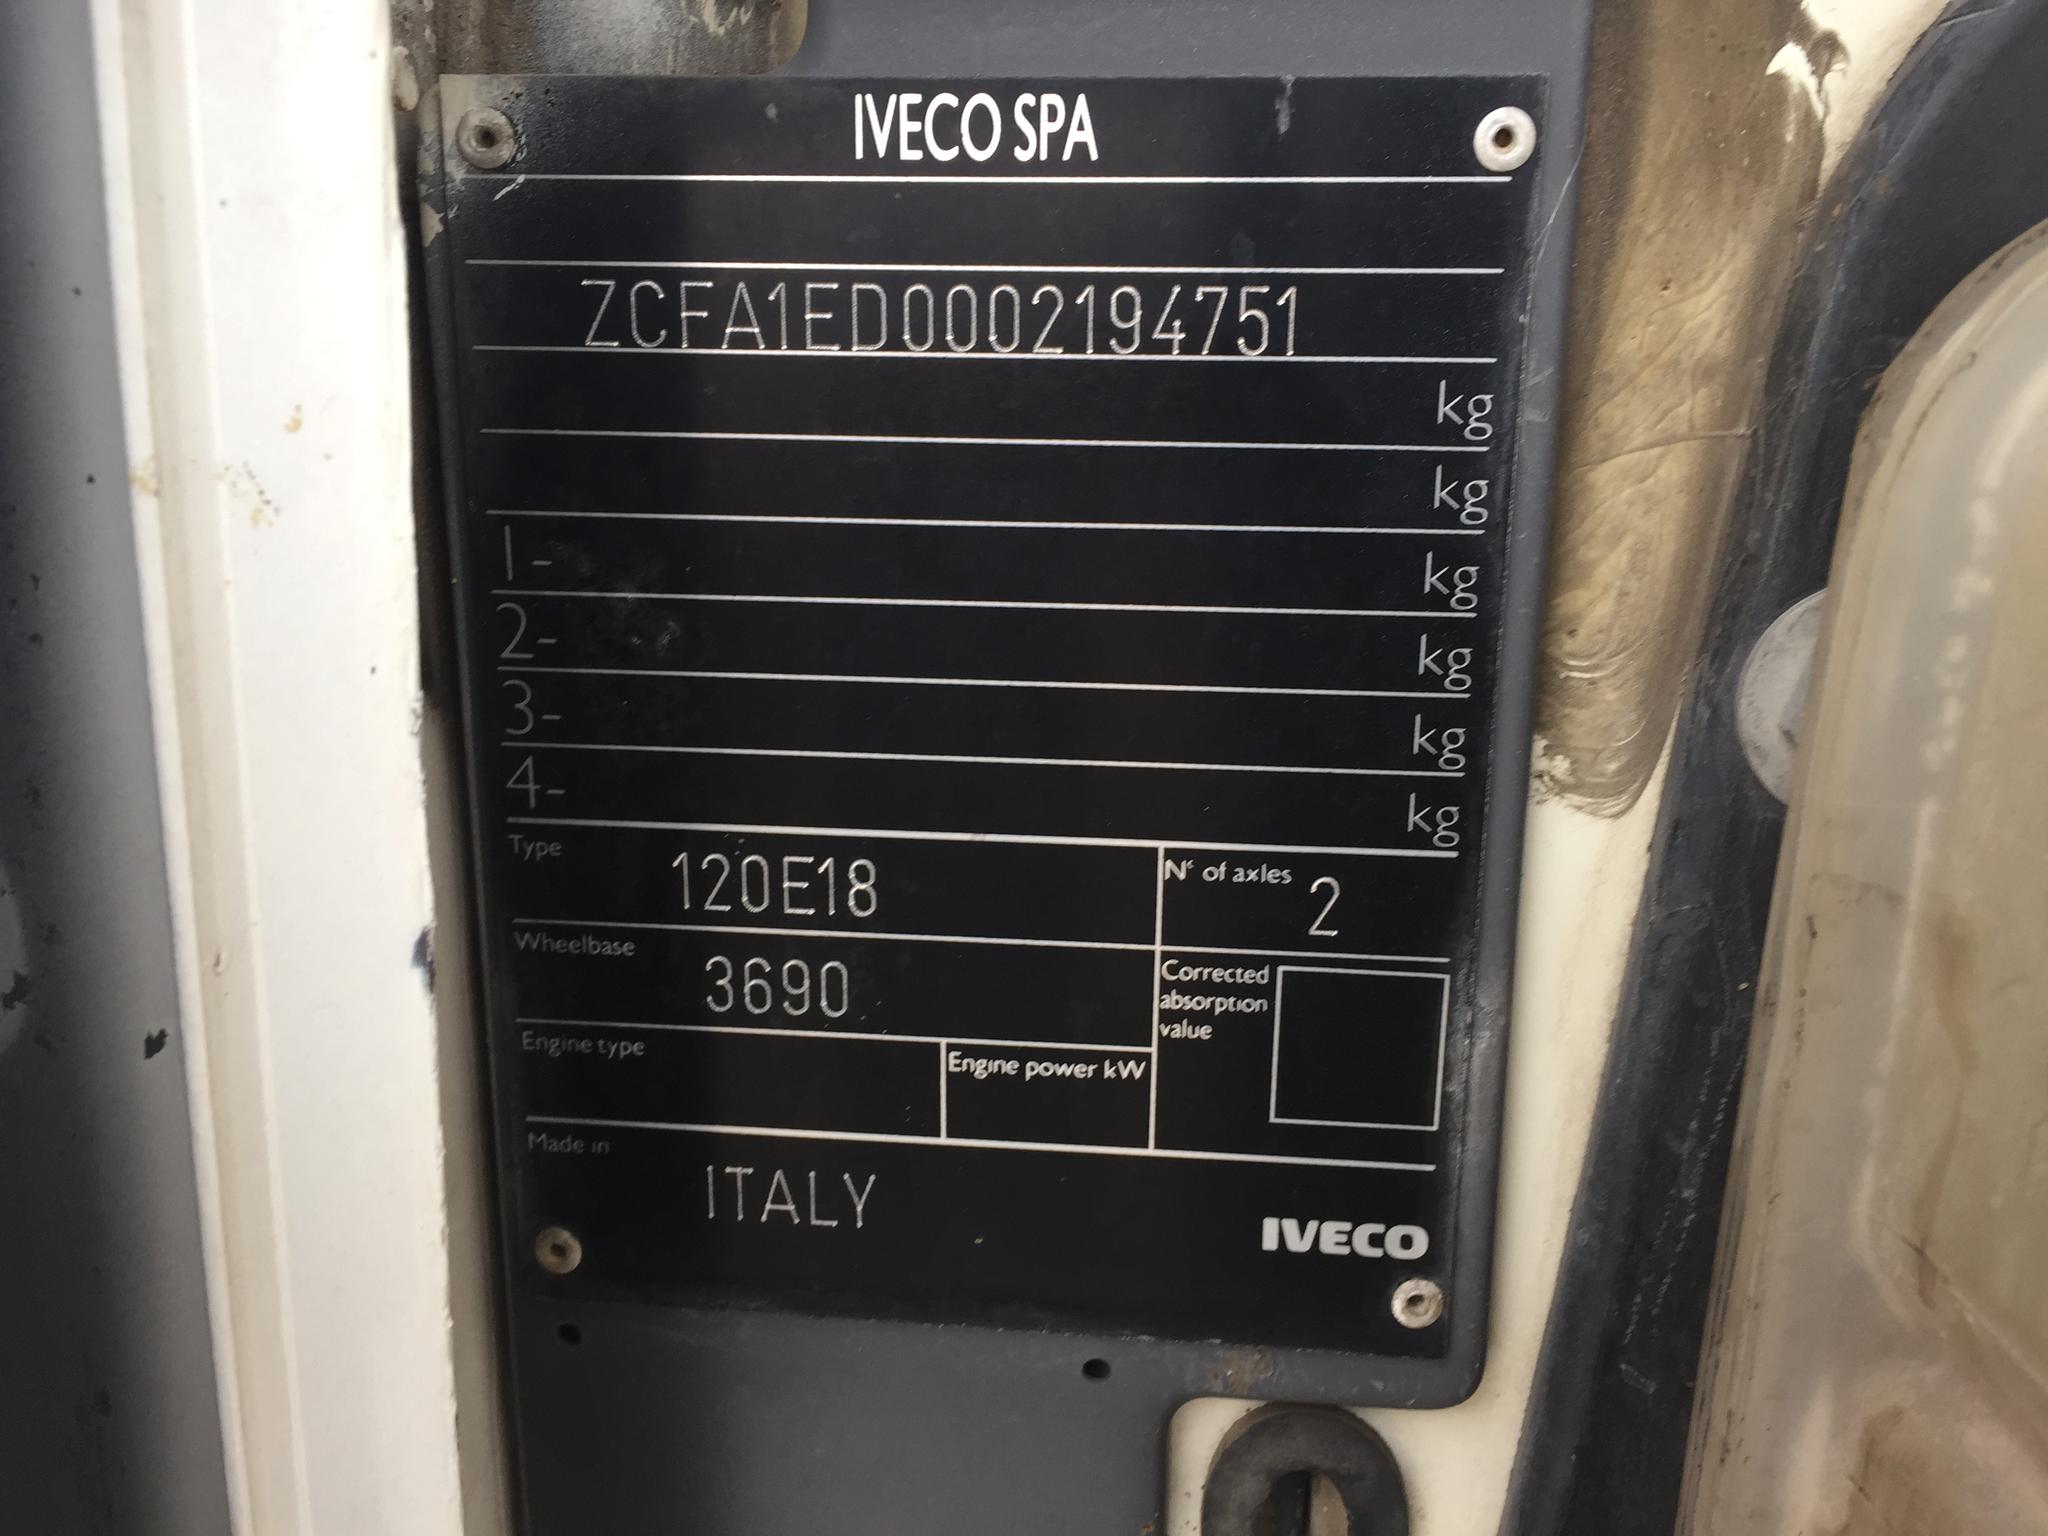 IVECO SPA
ZCFA1ED0002194751
kg
kg
1- kg
2- kg
3- kg
4- kg
Type 120E18 N° of axles 2
Wheelbase 3690 Corrected absorption value
Engine type Engine power kW
Made in ITALY
IVECO